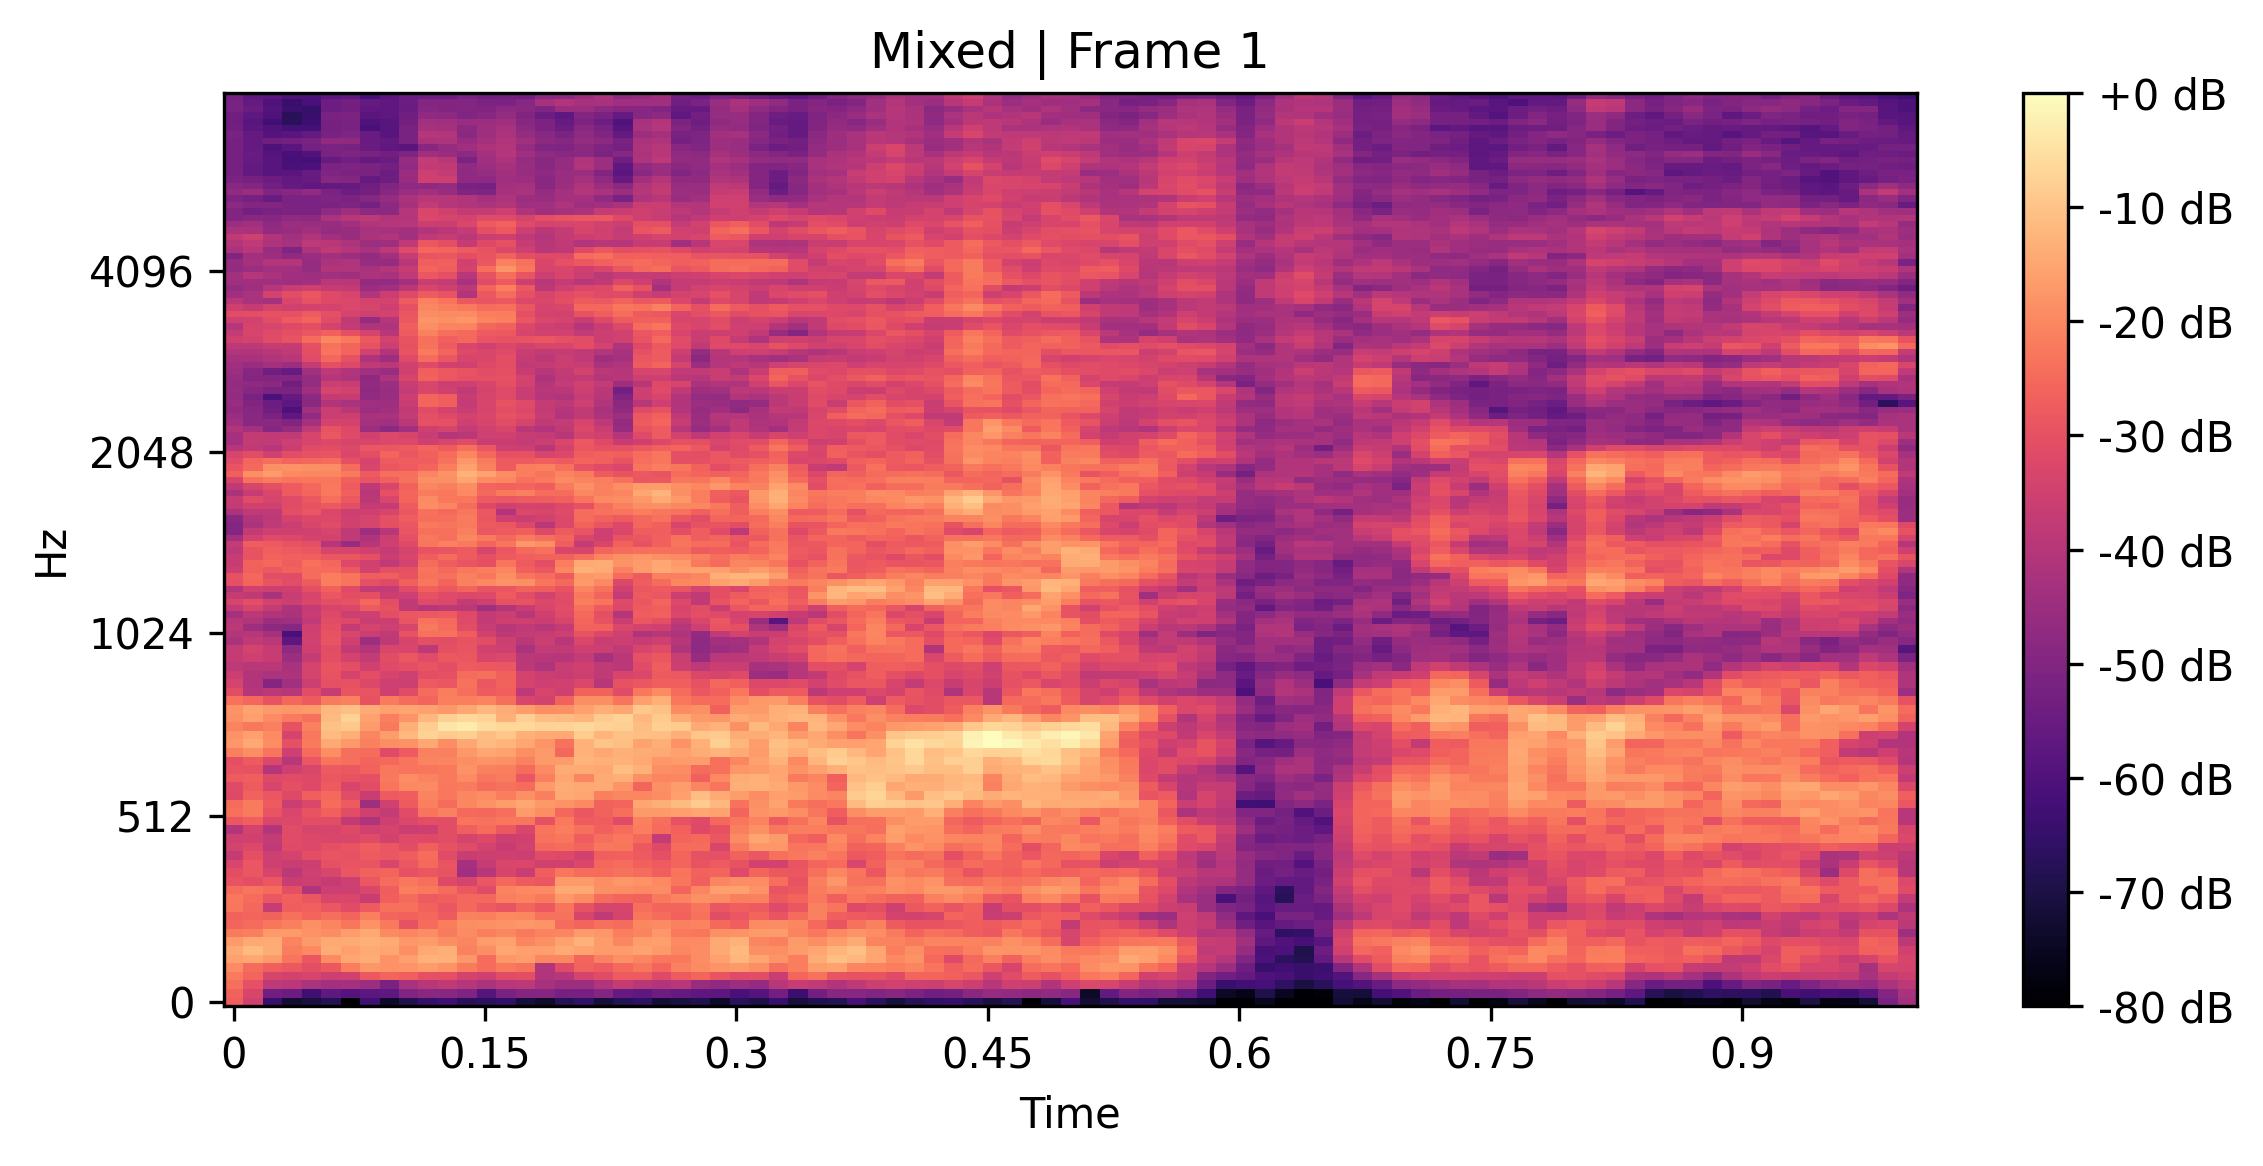 Mixed | Frame 1
Hz
4096
2048
1024
512
0
0 0.15 0.3 0.45 0.6 0.75 0.9
Time
+0 dB
-10 dB
-20 dB
-30 dB
-40 dB
-50 dB
-60 dB
-70 dB
-80 dB